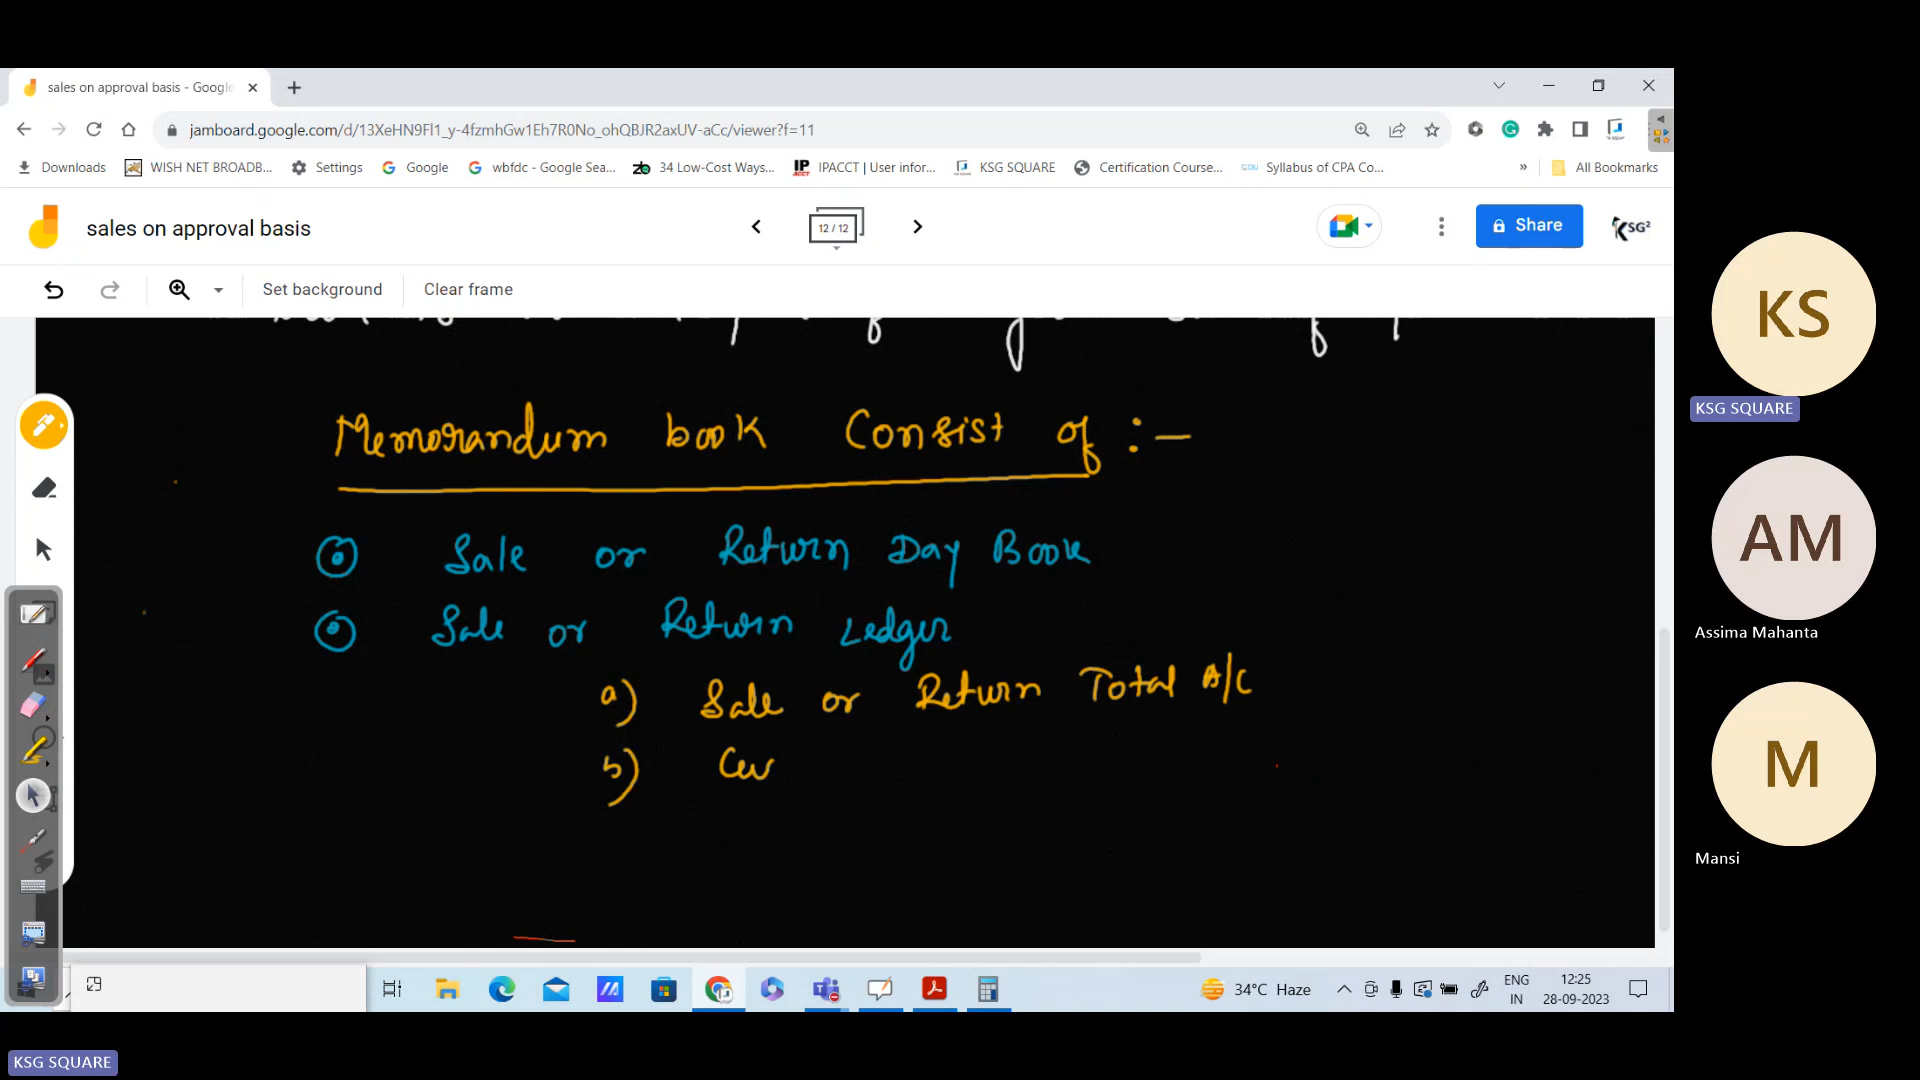 sales on approval basis - Google
jamboard.google.com/d/13XeHN9Fl1_y-4fzmhGw1Eh7R0No_ohQBJR2axUV-aCc/viewer?f=11
Downloads WISH NET BROADB... Settings Google wbfdc - Google Sea... 34 Low-Cost Ways... IPACCT | User infor... KSG SQUARE Certification Course... Syllabus of CPA Co... » All Bookmarks
sales on approval basis 12 / 12 Share KSG²
Set background Clear frame
Memorandum book Consist of :-
Sale or Return Day Book
Sale or Return Ledger
a) Sale or Return Total A/C
b) Cu
KS
KSG SQUARE
AM
Assima Mahanta
M
Mansi
34°C Haze ENG IN 12:25 28-09-2023
KSG SQUARE